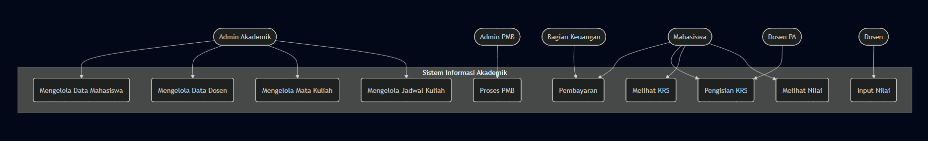 Admin Akademik
Admin PMB
Bagian Keuangan
Mahasiswa
Dosen PA
Dosen
Sistem Informasi Akademik
Mengelola Data Mahasiswa
Mengelola Data Dosen
Mengelola Mata Kuliah
Mengelola Jadwal Kuliah
Proses PMB
Pembayaran
Melihat KRS
Pengisian KRS
Melihat Nilai
Input Nilai